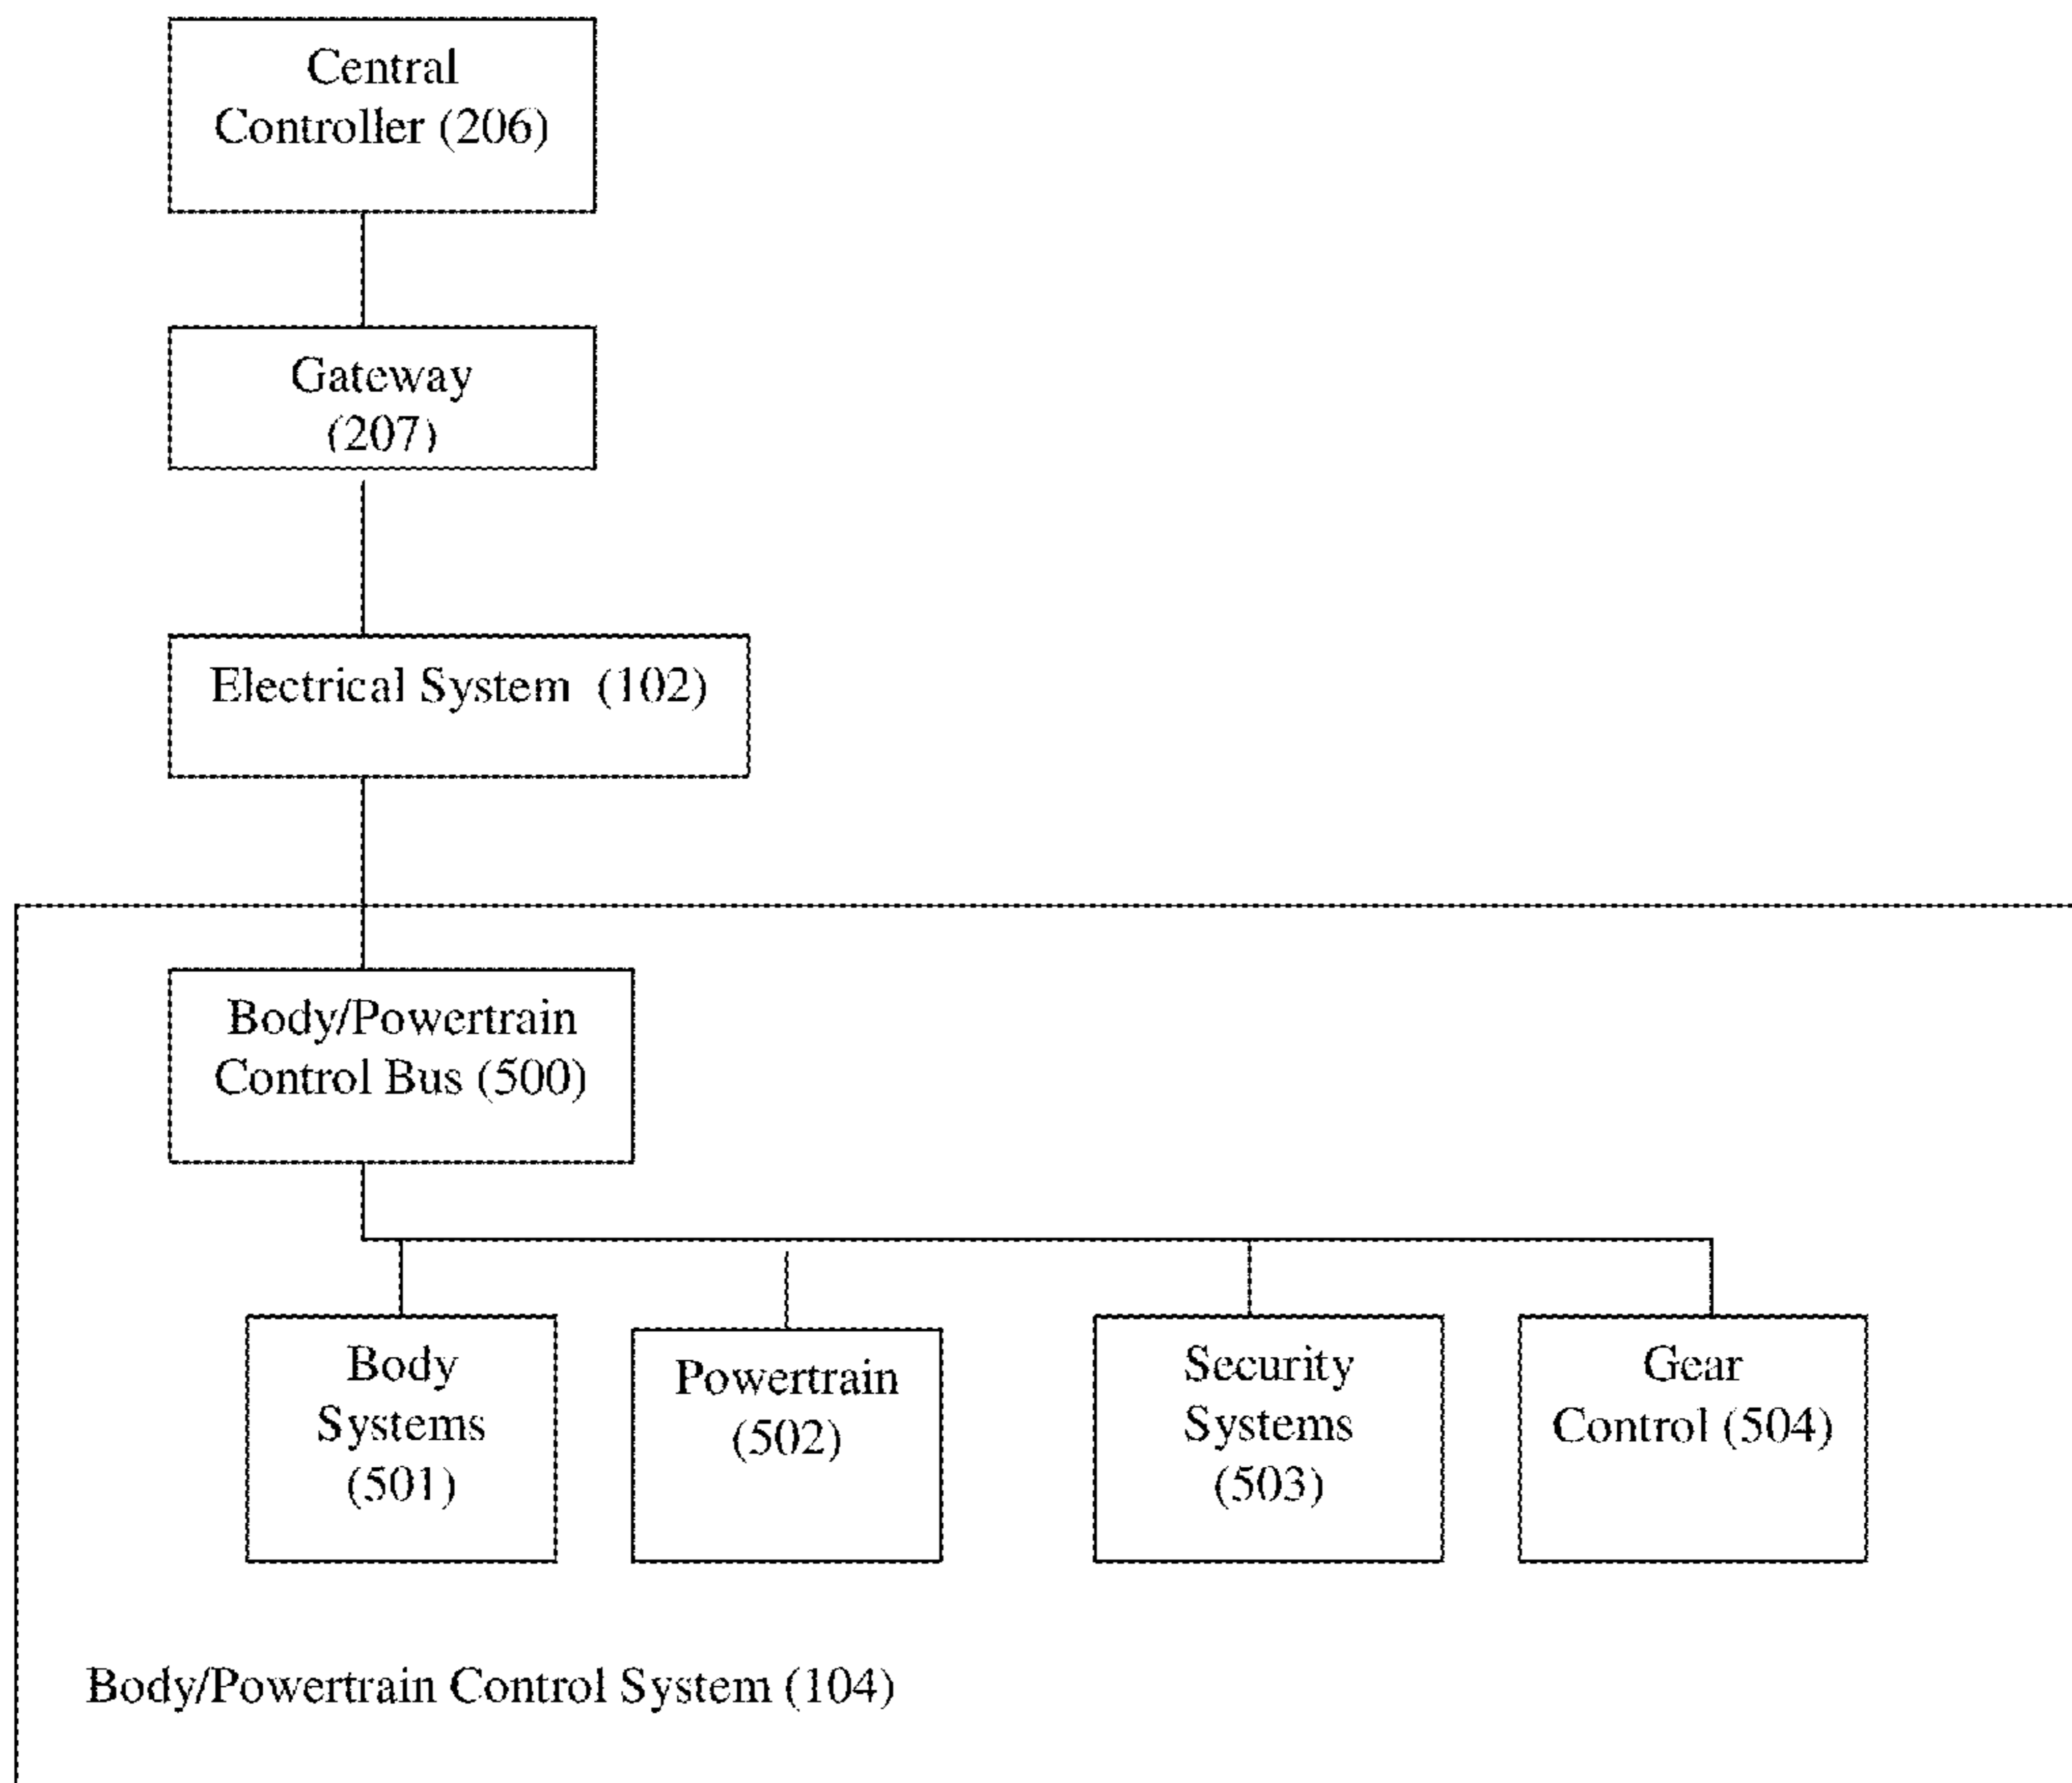 Central
Controller (206)
Gateway
(207)
Electrical System (102)
Body/Powertrain
Control Bus (500)
Body
Systems
(501)
Powertrain
(502)
Security
Systems
(503)
Gear
Control (504)
Body/Powertrain Control System (104)